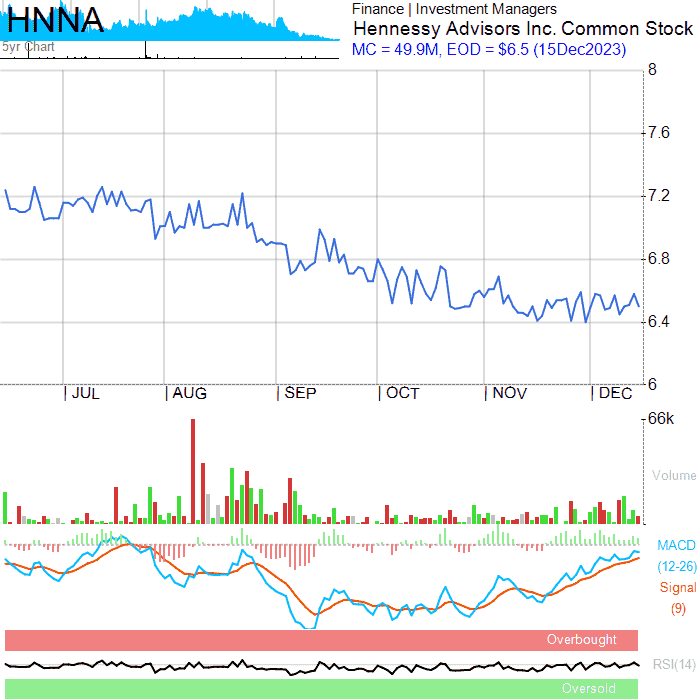 HNNA
5yr Chart
Finance | Investment Managers
Hennessy Advisors Inc. Common Stock
MC = 49.9M, EOD = $6.5 (15Dec2023)
8
7.6
7.2
6.8
6.4
6
| JUL | AUG | SEP | OCT | NOV | DEC
66k
Volume
MACD
(12-26)
Signal
(9)
Overbought
RSI(14)
Oversold